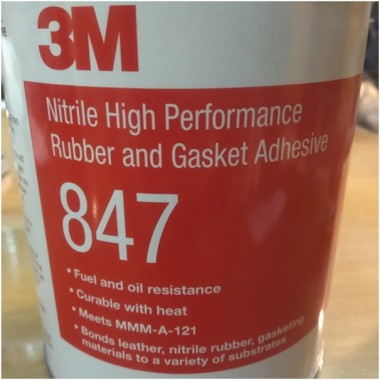 3M
Nitrile High Performance
Rubber and Gasket Adhesive
847
• Fuel and oil resistance
• Curable with heat
• Meets MMM-A-121
• Bonds leather, nitrile rubber, gasketing
materials to a variety of substrates